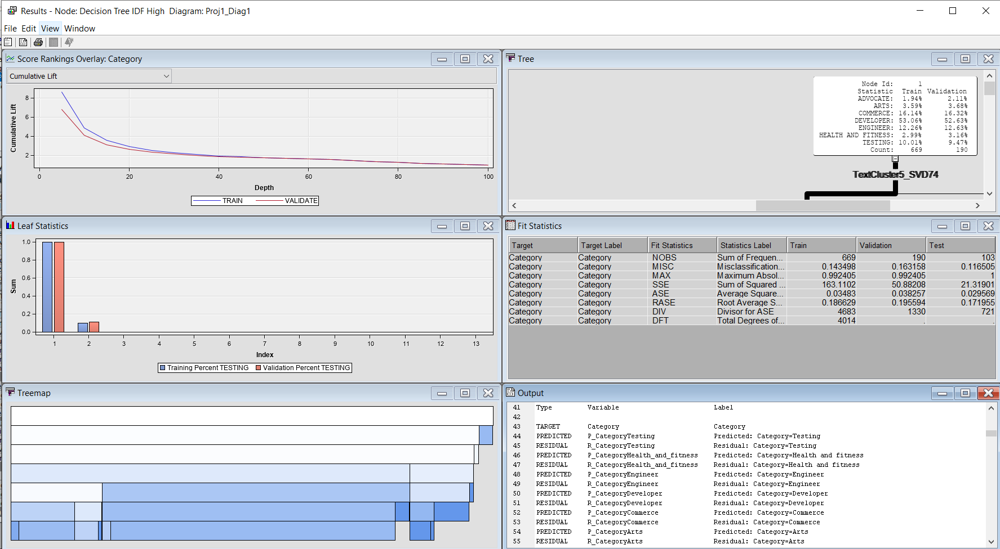 Results - Node: Decision Tree IDF High  Diagram: Proj1_Diag1
File Edit View Window
Score Rankings Overlay: Category
Cumulative Lift
Cumulative Lift
8
6
4
2
0 20 40 60 80 100
Depth
TRAIN VALIDATE
Tree
Node Id: 1
Statistic Train Validation
ADVOCATE: 1.94% 2.11%
ARTS: 3.59% 3.68%
COMMERCE: 16.14% 16.32%
DEVELOPER: 53.06% 52.63%
ENGINEER: 12.26% 12.63%
HEALTH AND FITNESS: 2.99% 3.16%
TESTING: 10.01% 9.47%
Count: 669 190
TextCluster5_SVD74
Leaf Statistics
Sum
1.0
0.8
0.6
0.4
0.2
0.0
1 2 3 4 5 6 7 8 9 10 11 12 13
Index
Training Percent TESTING Validation Percent TESTING
Fit Statistics
Target Target Label Fit Statistics Statistics Label Train Validation Test
Category Category NOBS Sum of Frequen... 669 190 103
Category Category MISC Misclassification... 0.143498 0.163158 0.116505
Category Category MAX Maximum Absol... 0.992405 0.992405 1
Category Category SSE Sum of Squared ... 163.1102 50.88208 21.31901
Category Category ASE Average Square... 0.03483 0.038257 0.029569
Category Category RASE Root Average S... 0.186629 0.195594 0.171955
Category Category DIV Divisor for ASE 4683 1330 721
Category Category DFT Total Degrees of... 4014 . .
Treemap
Output
41 Type Variable Label
42
43 TARGET Category Category
44 PREDICTED P_CategoryTesting Predicted: Category=Testing
45 RESIDUAL R_CategoryTesting Residual: Category=Testing
46 PREDICTED P_CategoryHealth_and_fitness Predicted: Category=Health and fitness
47 RESIDUAL R_CategoryHealth_and_fitness Residual: Category=Health and fitness
48 PREDICTED P_CategoryEngineer Predicted: Category=Engineer
49 RESIDUAL R_CategoryEngineer Residual: Category=Engineer
50 PREDICTED P_CategoryDeveloper Predicted: Category=Developer
51 RESIDUAL R_CategoryDeveloper Residual: Category=Developer
52 PREDICTED P_CategoryCommerce Predicted: Category=Commerce
53 RESIDUAL R_CategoryCommerce Residual: Category=Commerce
54 PREDICTED P_CategoryArts Predicted: Category=Arts
55 RESIDUAL R_CategoryArts Residual: Category=Arts